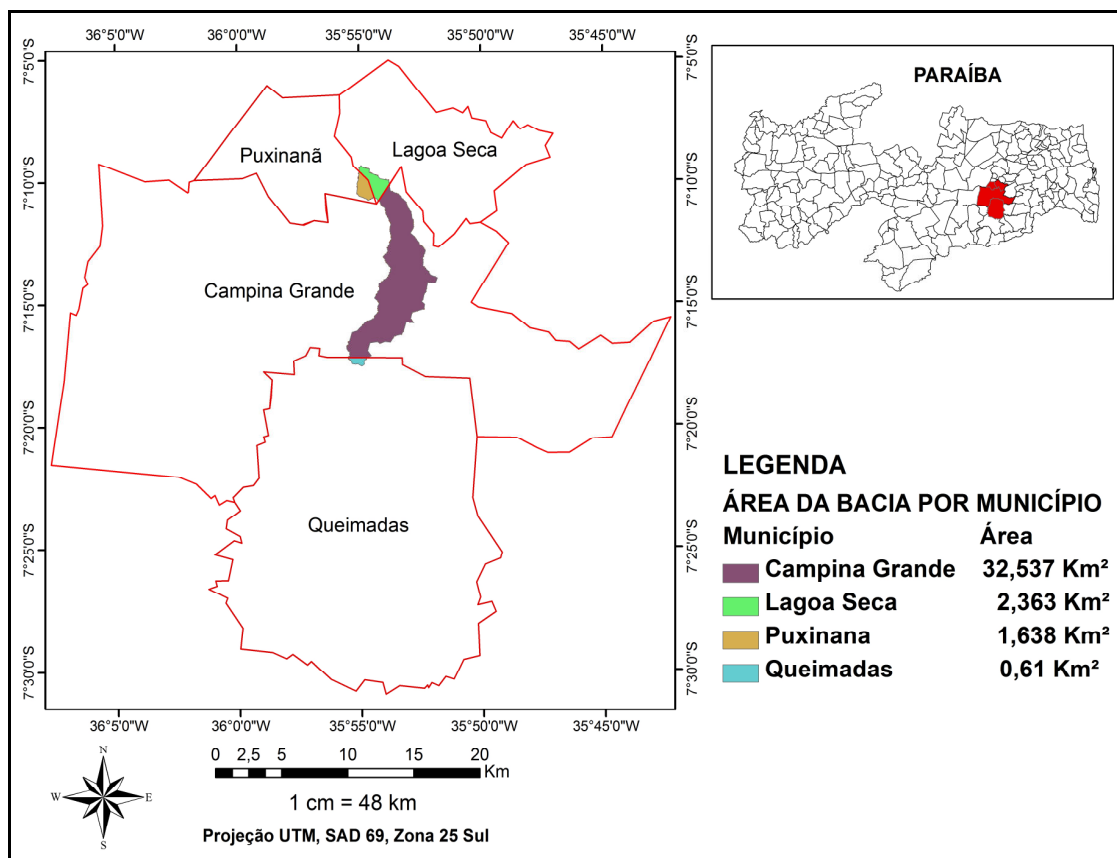 36°5'0"W 36°0'0"W 35°55'0"W 35°50'0"W 35°45'0"W
7°5'0"S
7°10'0"S
7°15'0"S
7°20'0"S
7°25'0"S
7°30'0"S
Puxinanã
Lagoa Seca
Campina Grande
Queimadas
7°5'0"S
7°10'0"S
7°15'0"S
7°20'0"S
7°25'0"S
7°30'0"S
36°5'0"W 36°0'0"W 35°55'0"W 35°50'0"W 35°45'0"W
PARAÍBA
LEGENDA
ÁREA DA BACIA POR MUNICÍPIO
Município Área
Campina Grande 32,537 Km²
Lagoa Seca 2,363 Km²
Puxinana 1,638 Km²
Queimadas 0,61 Km²
N
W E
S
0 2,5 5 10 15 20
Km
1 cm = 48 km
Projeção UTM, SAD 69, Zona 25 Sul